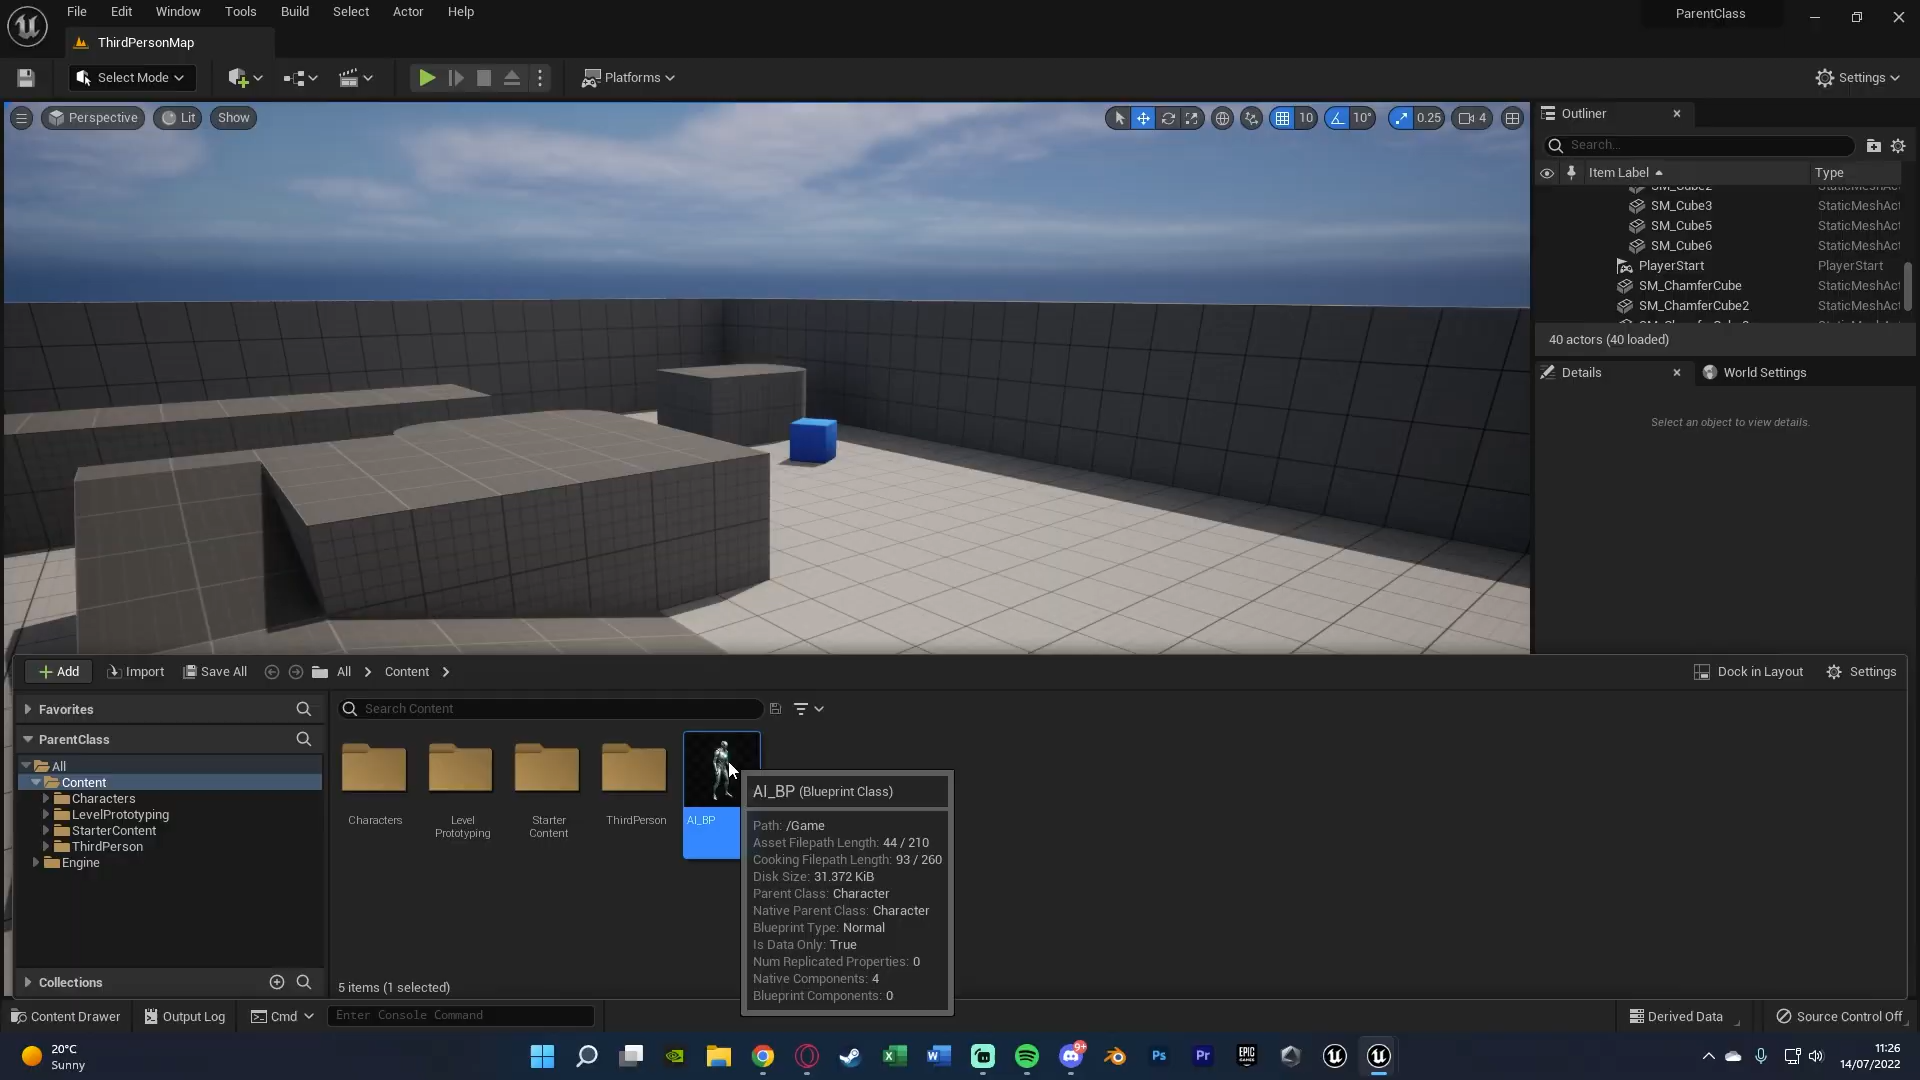 File Edit Window Tools Build Select Actor Help
ParentClass
ThirdPersonMap
Select Mode
Platforms
Settings
Perspective
Lit
Show
10
10°
0.25
4
Outliner
Search...
Item Label
Type
SM_Cube2
StaticMeshAct
SM_Cube3
StaticMeshAct
SM_Cube5
StaticMeshAct
SM_Cube6
StaticMeshAct
PlayerStart
PlayerStart
SM_ChamferCube
StaticMeshAct
SM_ChamferCube2
StaticMeshAct
40 actors (40 loaded)
Details
World Settings
Select an object to view details.
Add
Import
Save All
All
Content
Dock in Layout
Settings
Favorites
ParentClass
All
Content
Characters
LevelPrototyping
StarterContent
ThirdPerson
Engine
Collections
Search Content
Characters
Level
Prototyping
Starter
Content
ThirdPerson
AI_BP
AI_BP (Blueprint Class)
Path: /Game
Asset Filepath Length: 44 / 210
Cooking Filepath Length: 93 / 260
Disk Size: 31.372 KiB
Parent Class: Character
Native Parent Class: Character
Blueprint Type: Normal
Is Data Only: True
Num Replicated Properties: 0
Native Components: 4
Blueprint Components: 0
5 items (1 selected)
Content Drawer
Output Log
Cmd
Enter Console Command
Derived Data
Source Control Off
20°C
Sunny
9+
Ps
Pr
EPIC
GAMES
11:26
14/07/2022